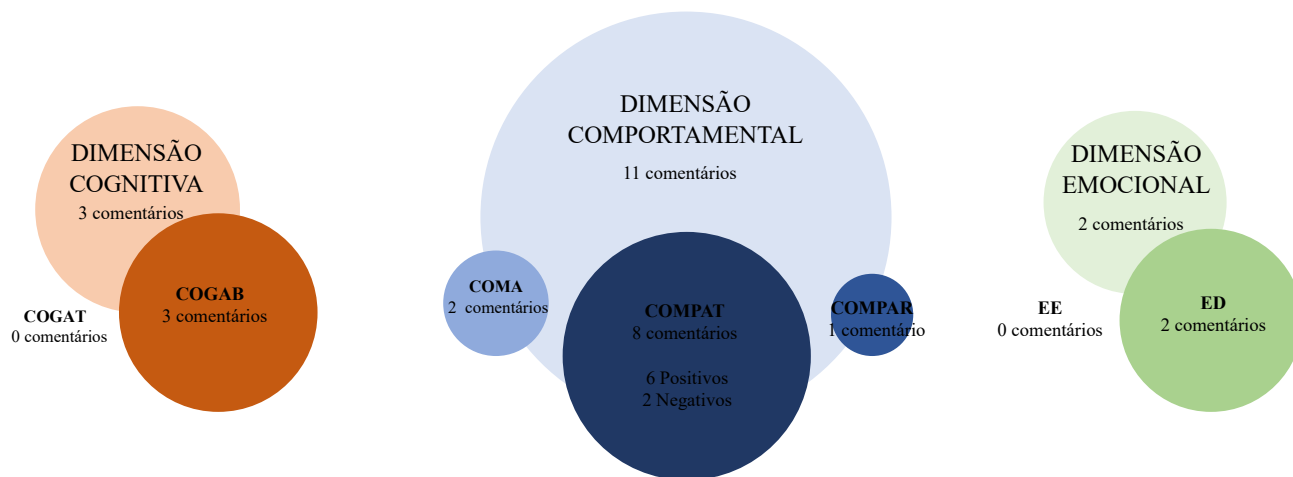 DIMENSÃO
COGNITIVA
3 comentários
COGAB
3 comentários
COGAT
0 comentários
DIMENSÃO
COMPORTAMENTAL
11 comentários
COMA
2 comentários
COMPAT
8 comentários
6 Positivos
2 Negativos
COMPAR
1 comentário
DIMENSÃO
EMOCIONAL
2 comentários
EE
0 comentários
ED
2 comentários